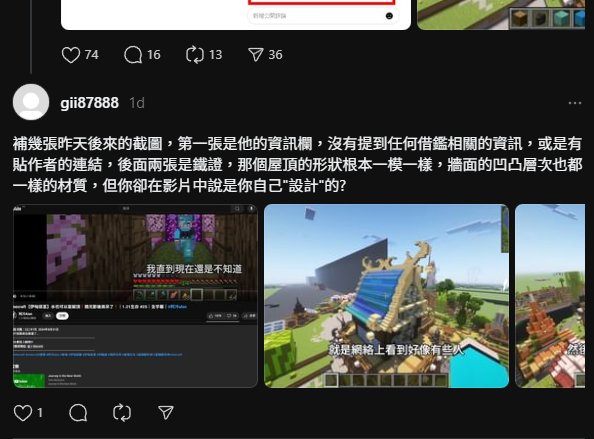 新增公開評論
74 16 13 36
gii87888 1d
補幾張昨天後來的截圖，第一張是他的資訊欄，沒有提到任何借鑑相關的資訊，或是有
貼作者的連結，後面兩張是鐵證，那個屋頂的形狀根本一模一樣，牆面的凹凸層次也都
一樣的材質，但你卻在影片中說是你自己"設計"的?
我直到現在還是不知道
就是網絡上看到好像有些人
然後
1